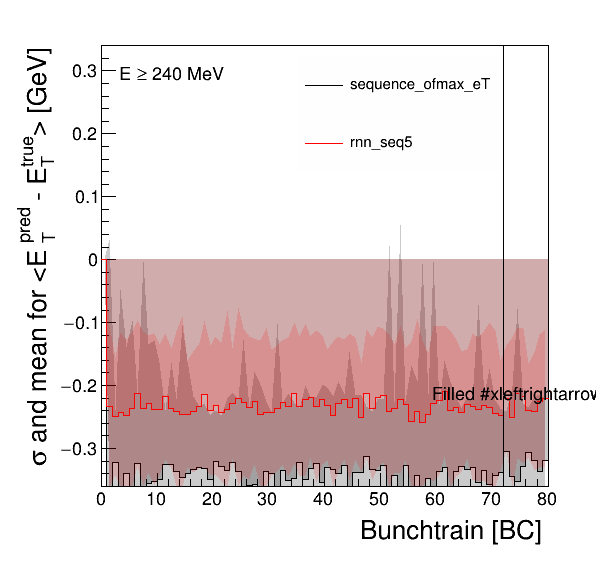 E ≥ 240 MeV
sequence_ofmax_eT
rnn_seq5
σ and mean for <E_T^pred - E_T^true> [GeV]
0.3
0.2
0.1
0
−0.1
−0.2
−0.3
Filled #xleftrightarrow
0 10 20 30 40 50 60 70 80
Bunchtrain [BC]